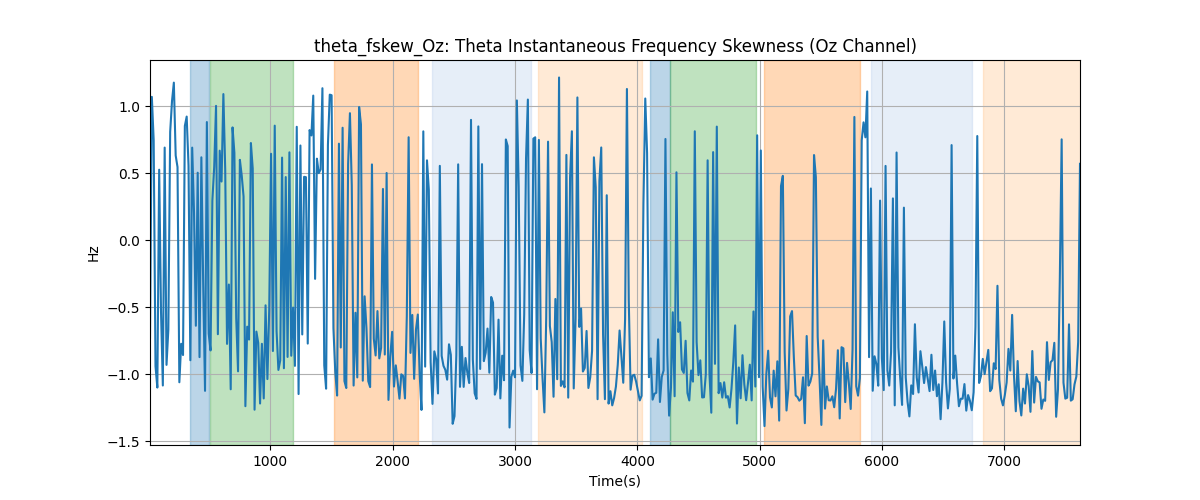 theta_fskew_Oz: Theta Instantaneous Frequency Skewness (Oz Channel)
1.0
0.5
0.0
−0.5
−1.0
−1.5
Hz
1000 2000 3000 4000 5000 6000 7000
Time(s)